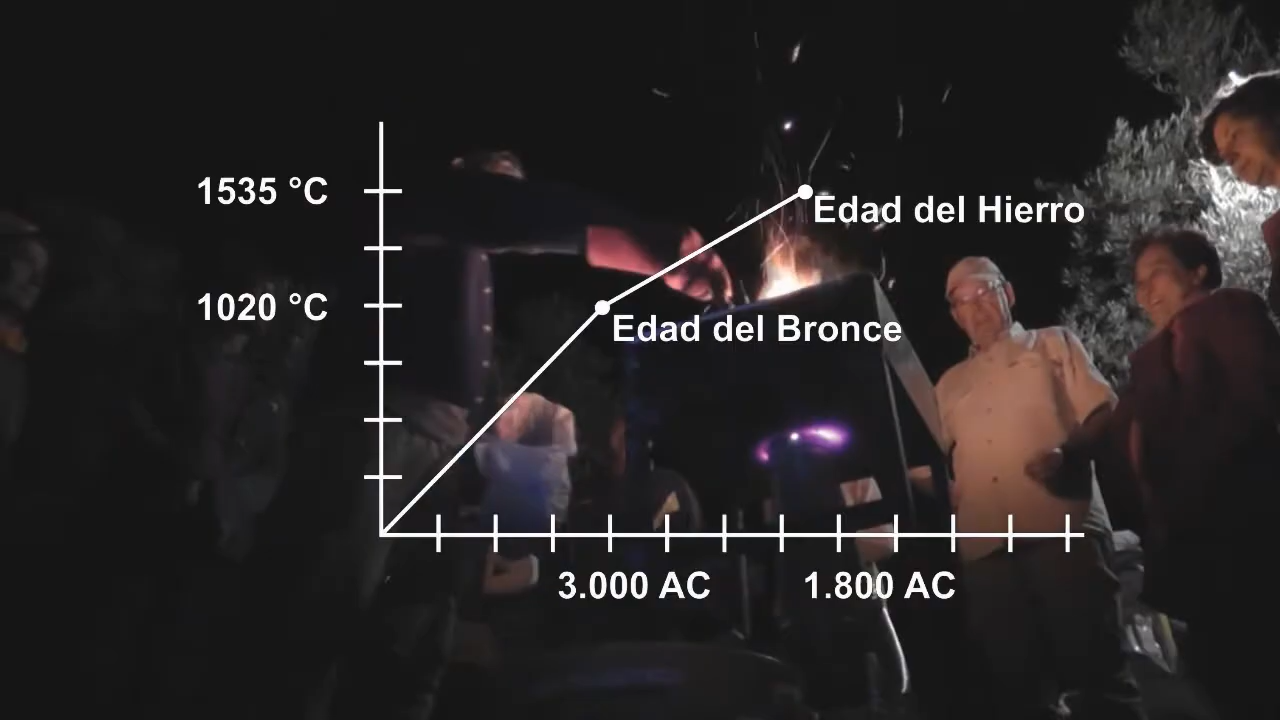 1535 °C
Edad del Hierro
1020 °C
Edad del Bronce
3.000 AC
1.800 AC